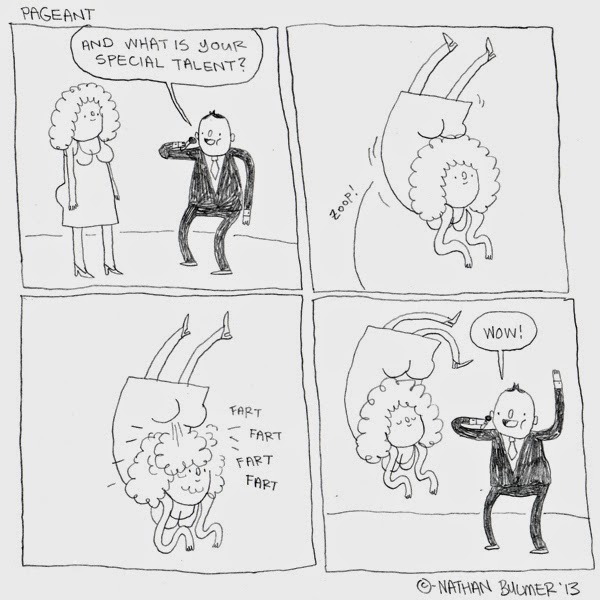 PAGEANT
AND WHAT IS YOUR
SPECIAL TALENT?
ZOOP!
FART
FART
FART
FART
WOW!
©-NATHAN BULMER '13